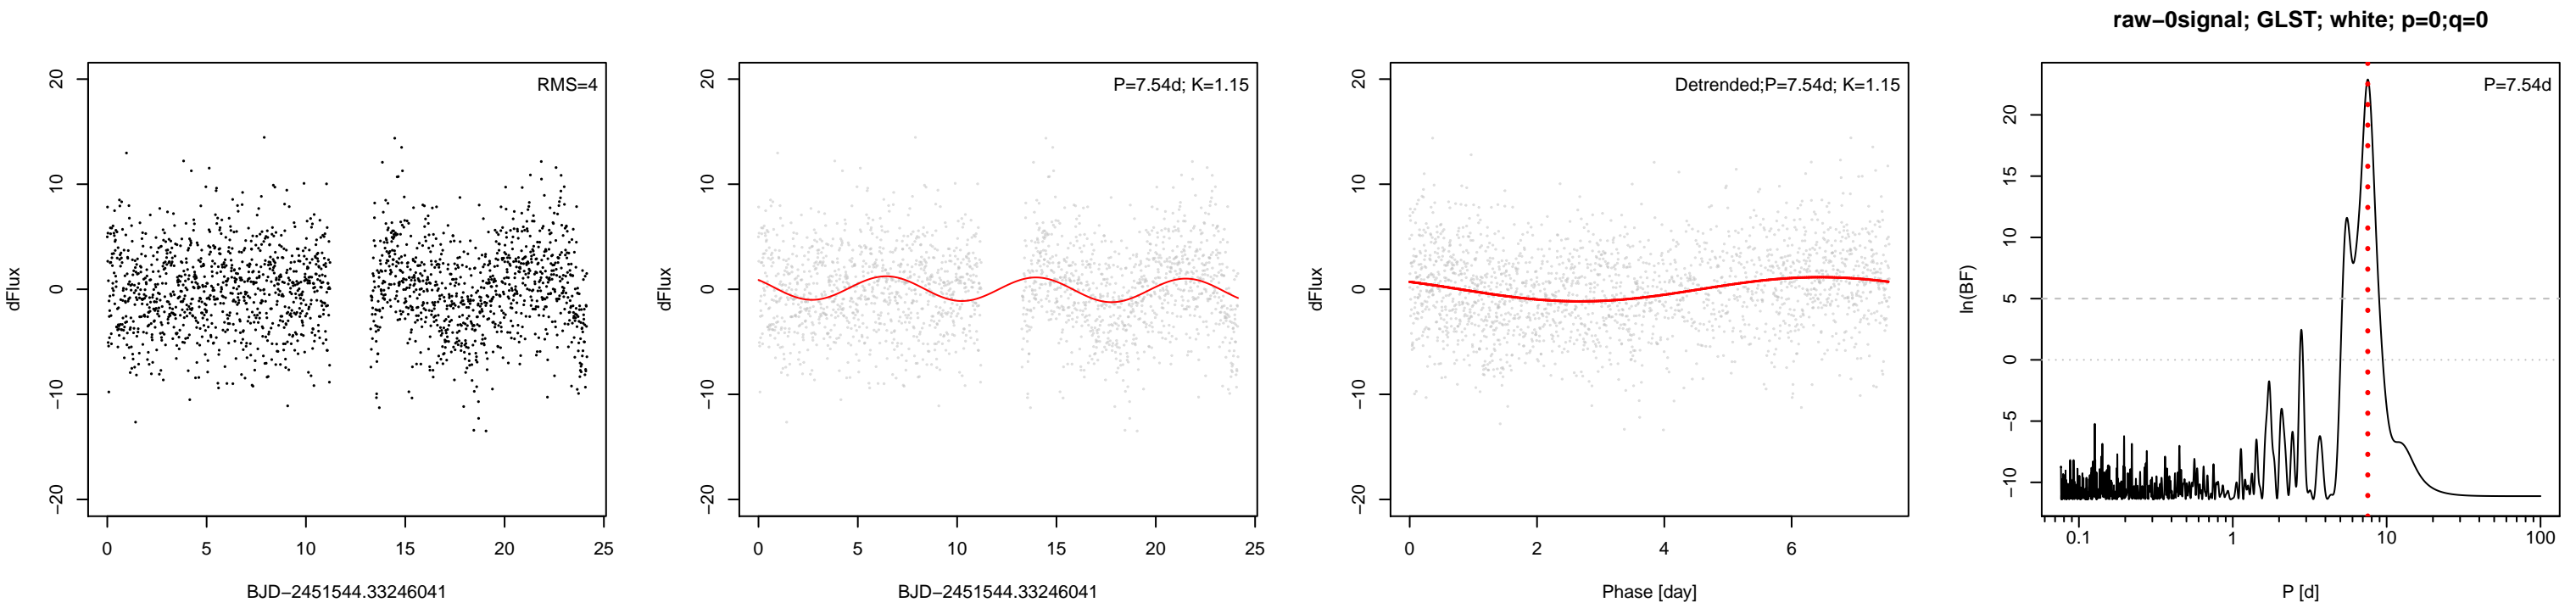 raw−0signal; GLST; white; p=0;q=0
RMS=4
dFlux
20
10
0
−10
−20
0 5 10 15 20 25
BJD−2451544.33246041
P=7.54d; K=1.15
dFlux
20
10
0
−10
−20
0 5 10 15 20 25
BJD−2451544.33246041
Detrended;P=7.54d; K=1.15
dFlux
20
10
0
−10
−20
0 2 4 6
Phase [day]
P=7.54d
ln(BF)
20
15
10
5
0
−5
−10
0.1 1 10 100
P [d]